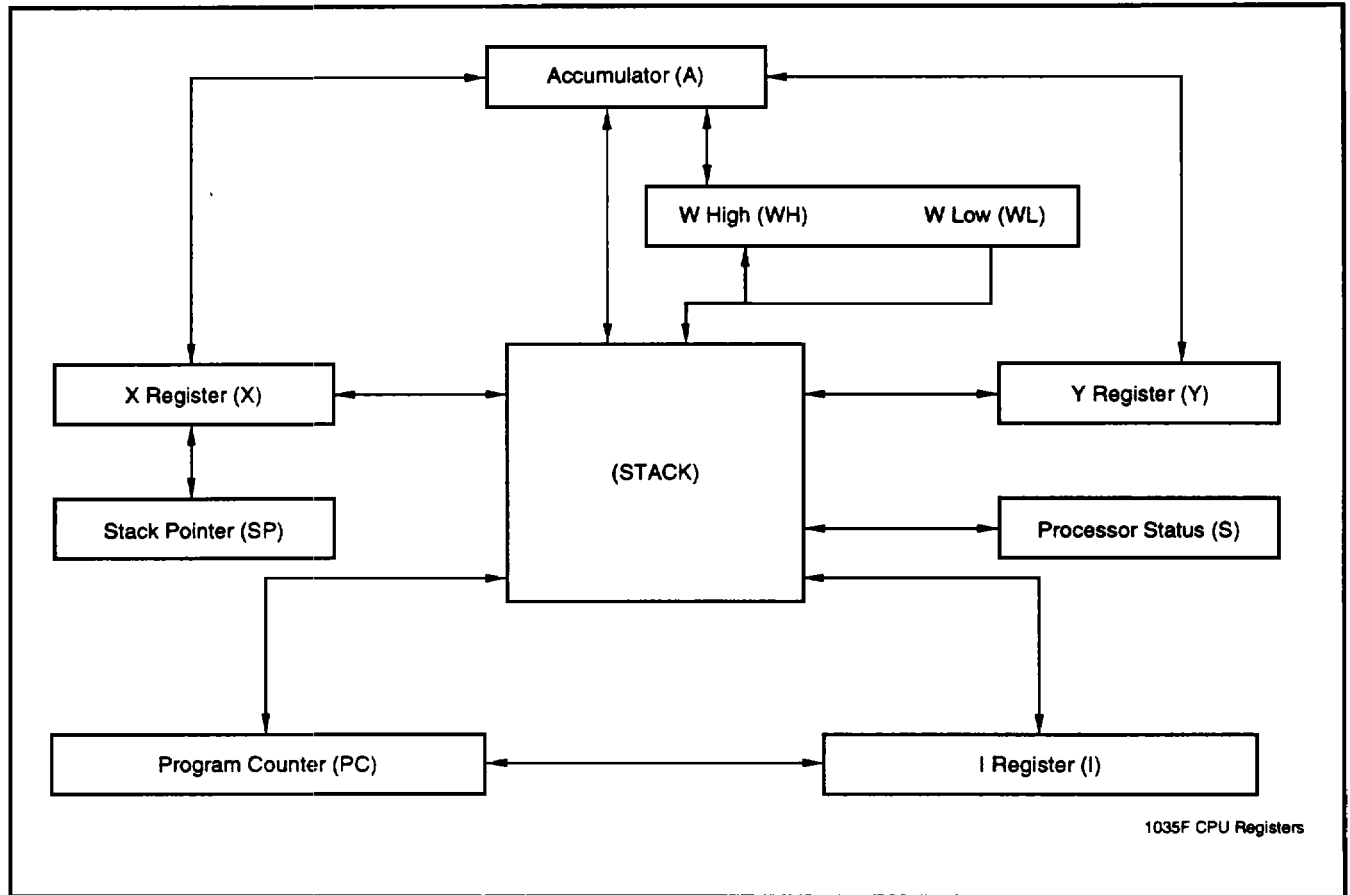 Accumulator (A)
W High (WH) W Low (WL)
X Register (X)
Y Register (Y)
(STACK)
Stack Pointer (SP)
Processor Status (S)
Program Counter (PC)
I Register (I)
1035F CPU Registers